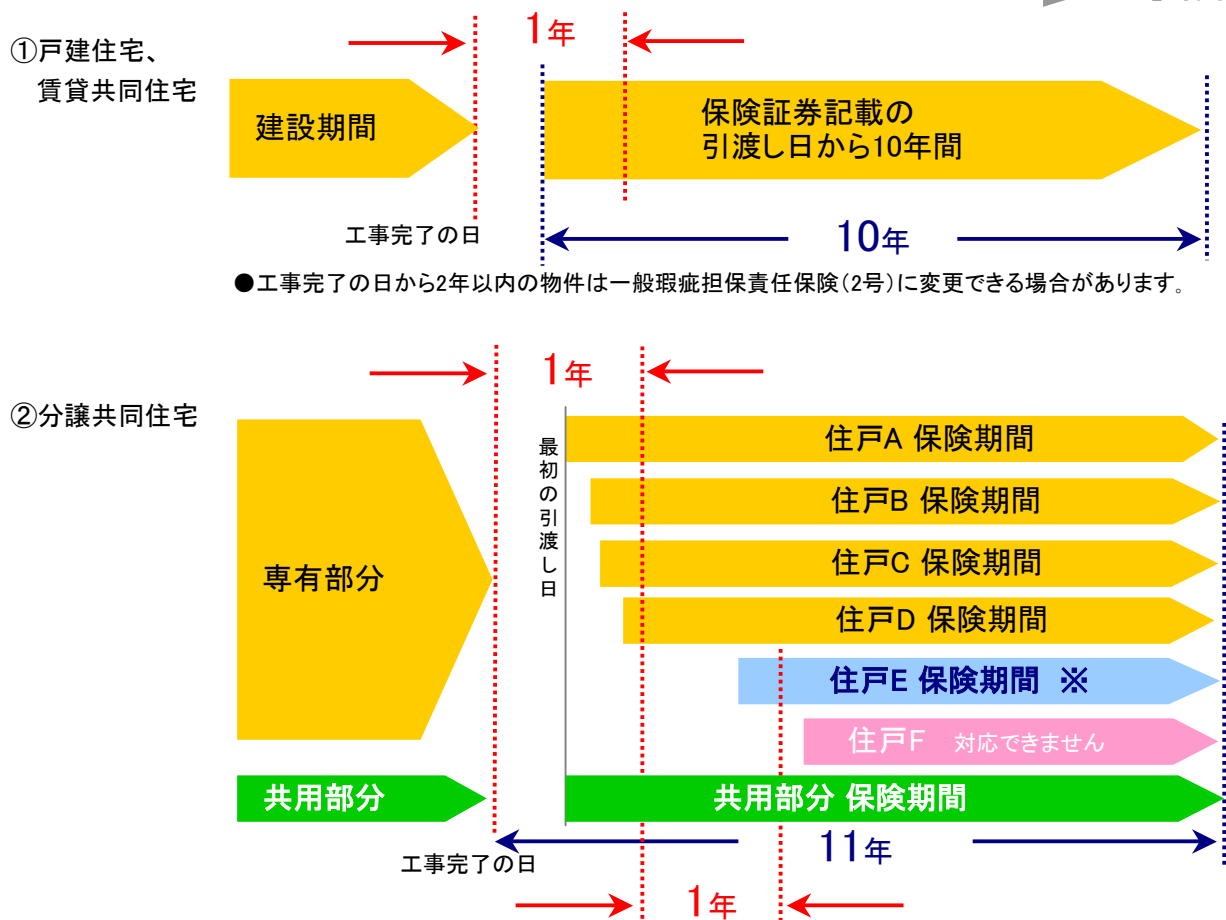 ①戸建住宅、
賃貸共同住宅
1年
建設期間
保険証券記載の
引渡し日から10年間
工事完了の日
10年
●工事完了の日から2年以内の物件は一般瑕疵担保責任保険(2号)に変更できる場合があります。
②分譲共同住宅
1年
最初の引渡し日
専有部分
住戸A 保険期間
住戸B 保険期間
住戸C 保険期間
住戸D 保険期間
住戸E 保険期間 ※
住戸F 対応できません
共用部分
共用部分 保険期間
11年
工事完了の日
1年